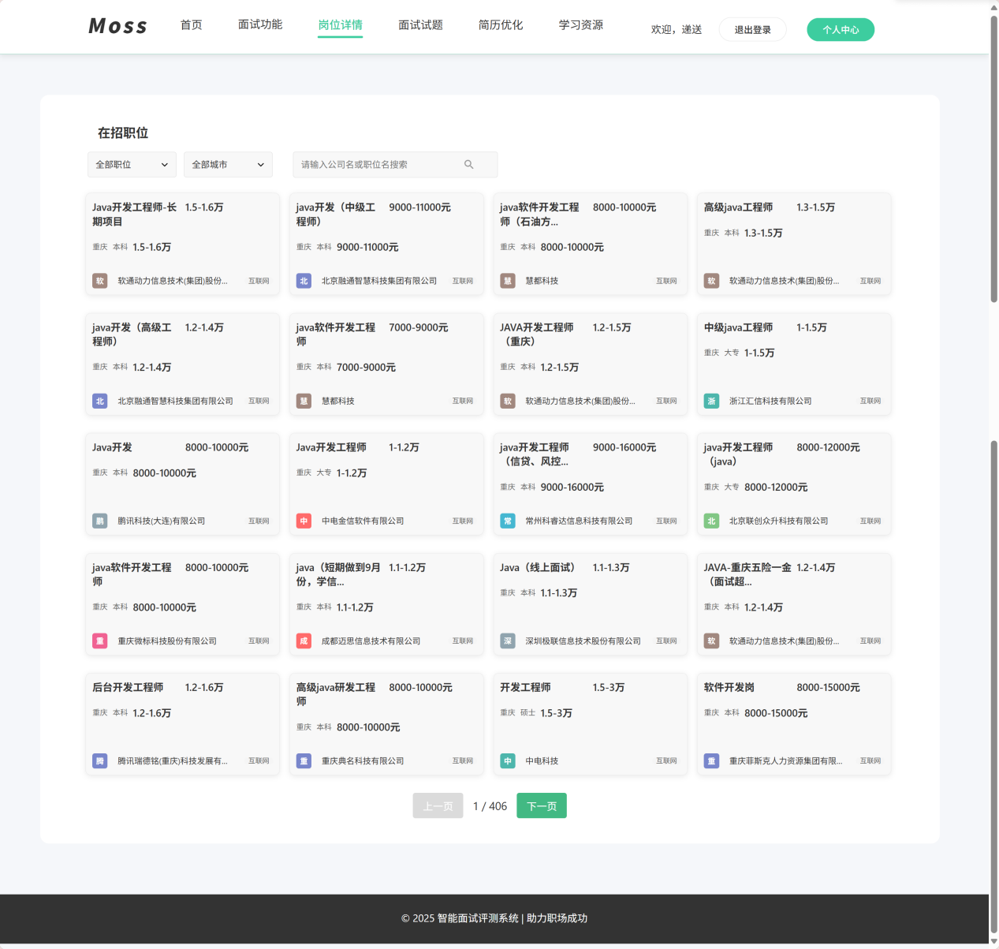 Moss
首页
面试功能
岗位详情
面试试题
简历优化
学习资源
欢迎，递送
退出登录
个人中心
在招职位
全部职位
全部城市
请输入公司名或职位名搜索
Java开发工程师-长
期项目
1.5-1.6万
重庆 本科 1.5-1.6万
软 软通动力信息技术(集团)股份... 互联网
java开发（中级工
程师）
9000-11000元
重庆 本科 9000-11000元
北 北京融通智慧科技集团有限公司 互联网
java软件开发工程
师（石油方...
8000-10000元
重庆 本科 8000-10000元
慧 慧都科技 互联网
高级java工程师
1.3-1.5万
重庆 本科 1.3-1.5万
软 软通动力信息技术(集团)股份... 互联网
java开发（高级工
程师）
1.2-1.4万
重庆 本科 1.2-1.4万
北 北京融通智慧科技集团有限公司 互联网
java软件开发工程
师
7000-9000元
重庆 本科 7000-9000元
慧 慧都科技 互联网
JAVA开发工程师
（重庆）
1.2-1.5万
重庆 本科 1.2-1.5万
软 软通动力信息技术(集团)股份... 互联网
中级java工程师
1-1.5万
重庆 大专 1-1.5万
浙 浙江汇信科技有限公司 互联网
Java开发
8000-10000元
重庆 本科 8000-10000元
鹏 鹏讯科技(大连)有限公司 互联网
Java开发工程师
1-1.2万
重庆 大专 1-1.2万
中 中电金信软件有限公司 互联网
java开发工程师
（信贷、风控...
9000-16000元
重庆 本科 9000-16000元
常 常州科睿达信息科技有限公司 互联网
java开发工程师
（java）
8000-12000元
重庆 大专 8000-12000元
北 北京联创众升科技有限公司 互联网
java软件开发工程
师
8000-10000元
重庆 本科 8000-10000元
重 重庆微标科技股份有限公司 互联网
java（短期做到9月
份，学信...
1.1-1.2万
重庆 本科 1.1-1.2万
成 成都迈思信息技术有限公司 互联网
Java（线上面试）
1.1-1.3万
重庆 本科 1.1-1.3万
深 深圳极联信息技术股份有限公司 互联网
JAVA-重庆五险一金
（面试超...
1.2-1.4万
重庆 本科 1.2-1.4万
软 软通动力信息技术(集团)股份... 互联网
后台开发工程师
1.2-1.6万
重庆 本科 1.2-1.6万
腾 腾讯瑞德铭(重庆)科技发展有... 互联网
高级java研发工程
师
8000-10000元
重庆 本科 8000-10000元
重 重庆典名科技有限公司 互联网
开发工程师
1.5-3万
重庆 硕士 1.5-3万
中 中电科技 互联网
软件开发岗
8000-15000元
重庆 本科 8000-15000元
重 重庆菲斯克人力资源集团有限... 互联网
上一页
1 / 406
下一页
© 2025 智能面试评测系统 | 助力职场成功